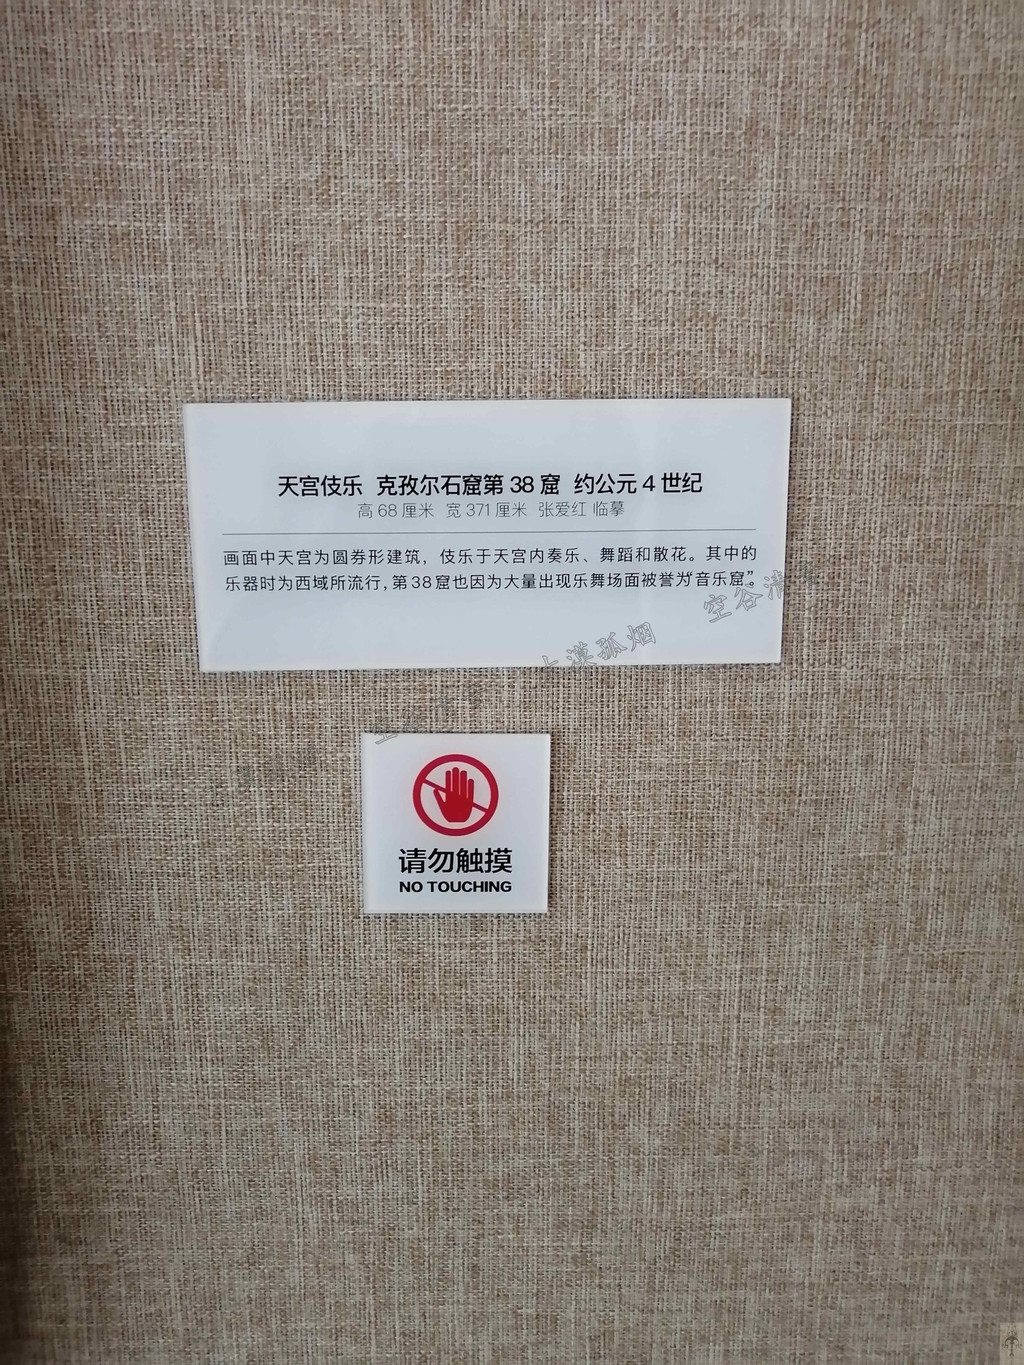 天宫伎乐 克孜尔石窟第 38 窟 约公元 4 世纪
高 68 厘米 宽 371 厘米 张爱红 临摹
画面中天宫为圆券形建筑，伎乐于天宫内奏乐、舞蹈和散花。其中的
乐器时为西域所流行，第 38 窟也因为大量出现乐舞场面被誉为“音乐窟”。
请勿触摸
NO TOUCHING